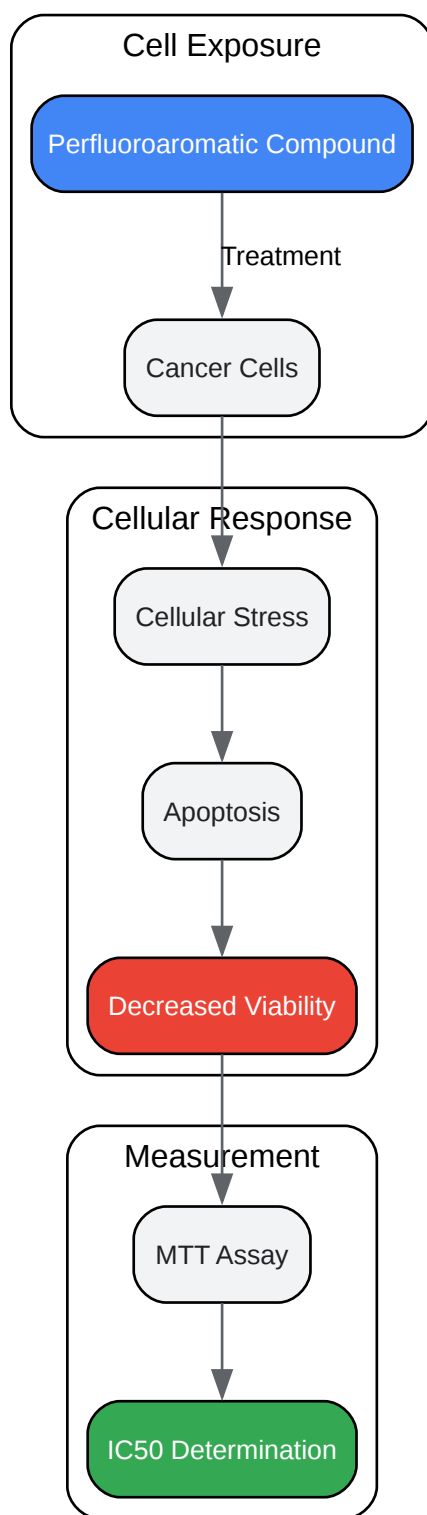 Cell Exposure
Perfluoroaromatic Compound
Treatment
Cancer Cells
Cellular Response
Cellular Stress
Apoptosis
Decreased Viability
Measurement
MTT Assay
IC50 Determination